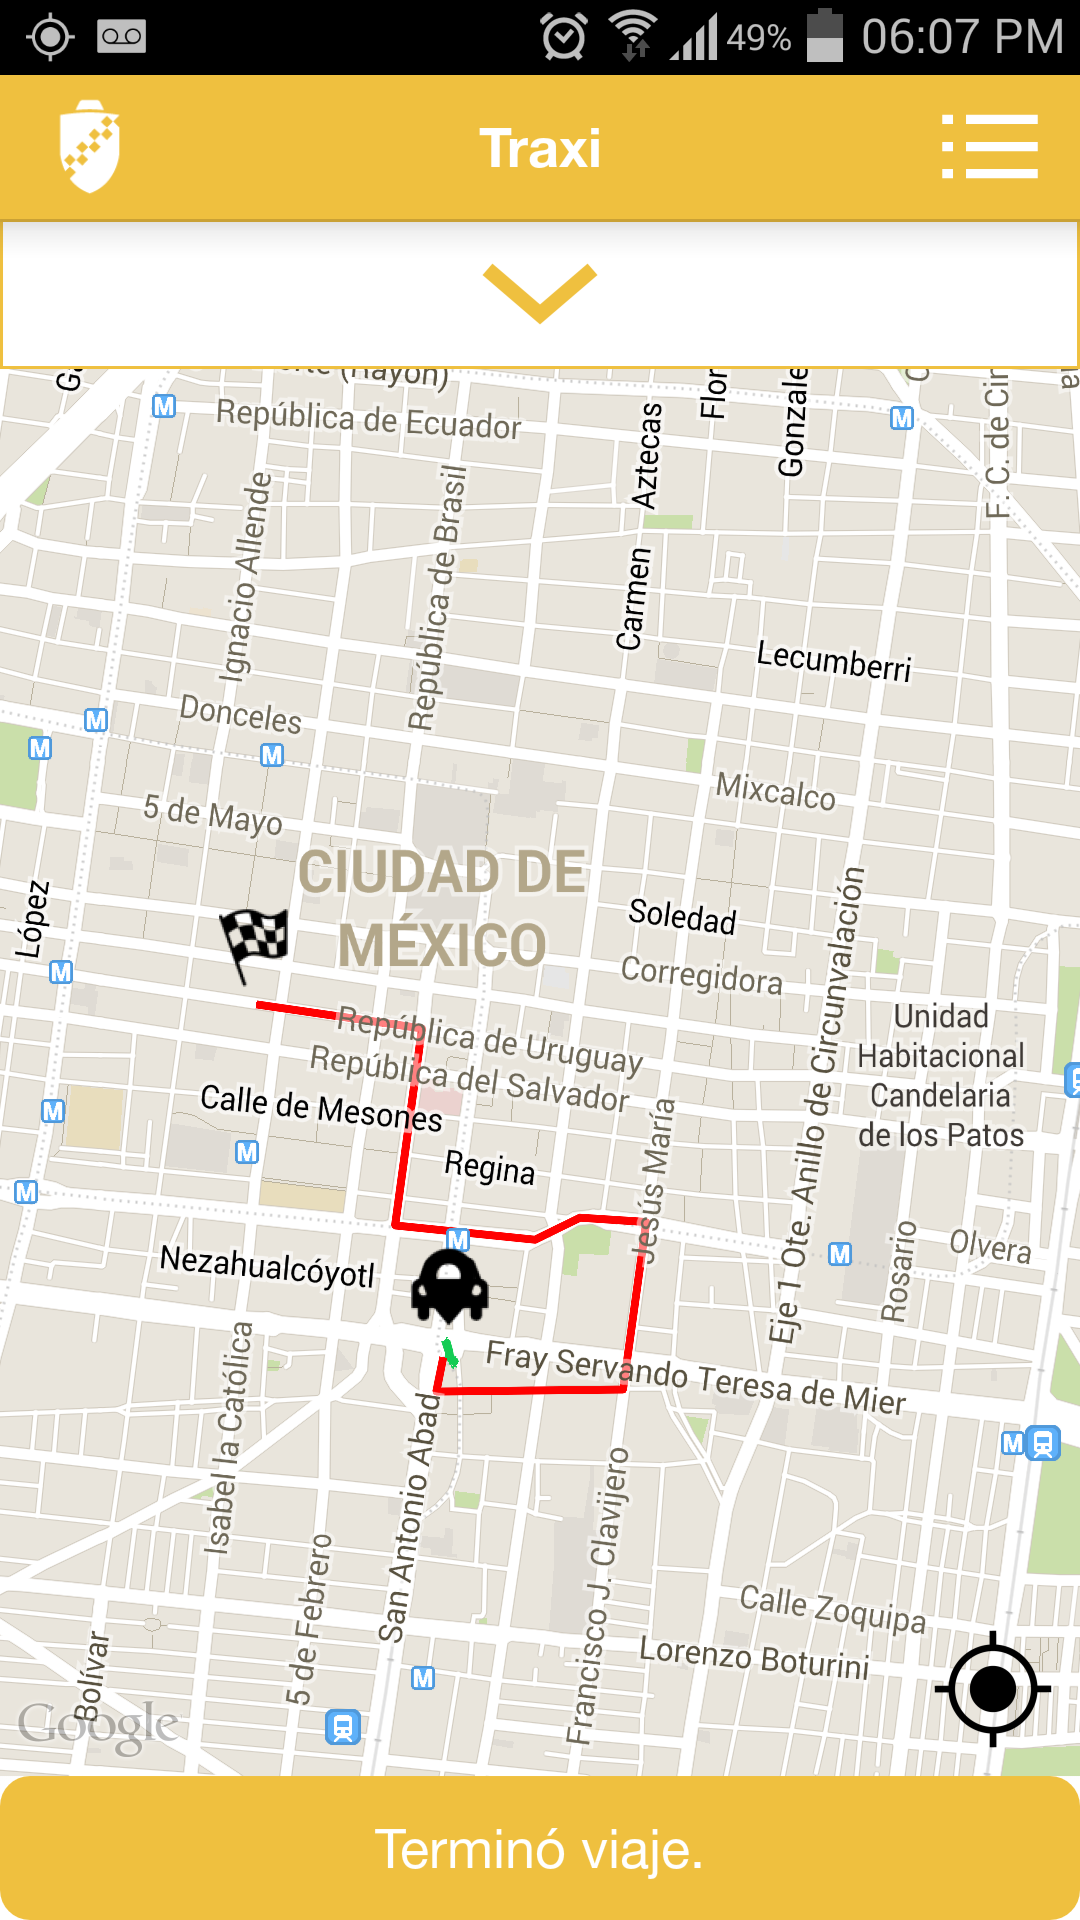 49% 06:07 PM
Traxi
República de Ecuador
Aztecas
Flor
Gonzale
F. C. de Cir
Ignacio Allende
República de Brasil
Carmen
Lecumberri
Donceles
Mixcalco
5 de Mayo
CIUDAD DE
MÉXICO
López
Soledad
Corregidora
Eje 1 Ote. Anillo de Circunvalación
Unidad
Habitacional
Candelaria
de los Patos
República de Uruguay
República del Salvador
Calle de Mesones
Regina
Jesús María
Nezahualcóyotl
Rosario
Olvera
Fray Servando Teresa de Mier
Isabel la Católica
San Antonio Abad
Francisco J. Clavijero
5 de Febrero
Bolívar
Calle Zoquipa
Lorenzo Boturini
Google
Terminó viaje.